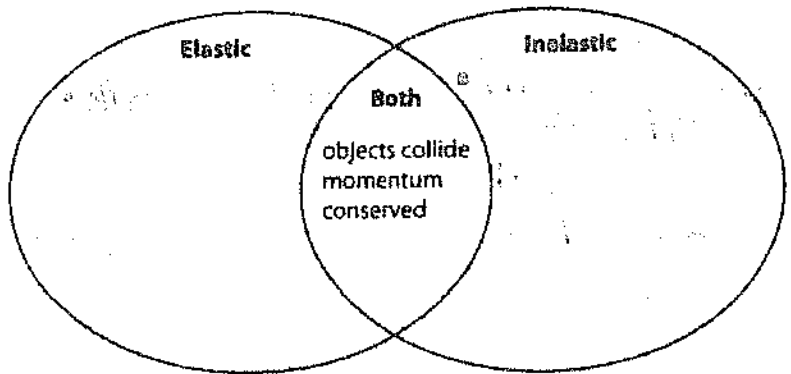 Elastic
Inelastic
Both
objects collide
momentum
conserved